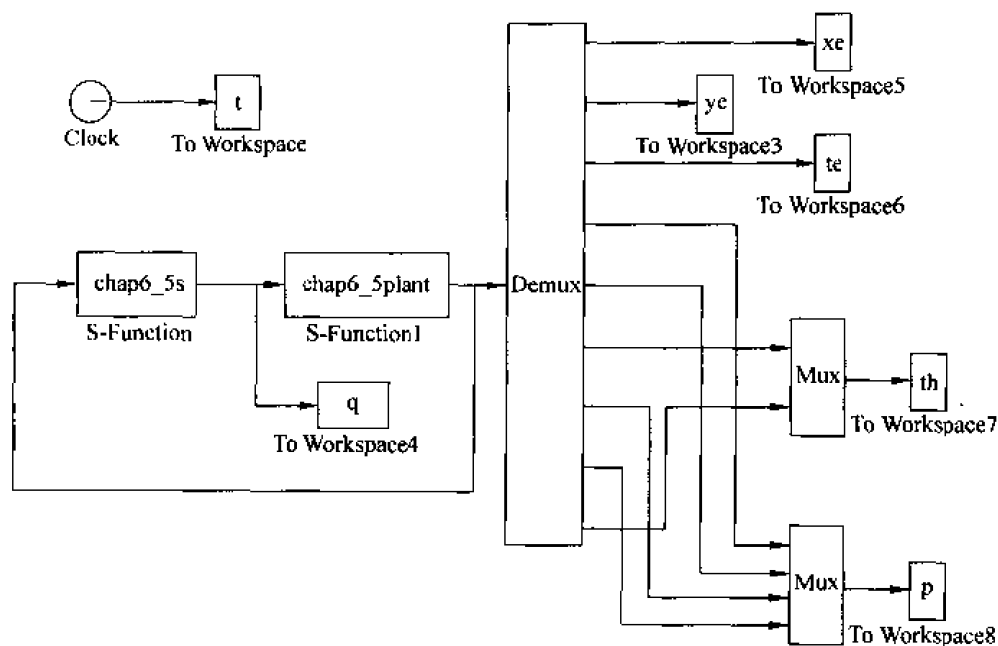 xe
To Workspace5
t
Clock
To Workspace
ye
To Workspace3
te
To Workspace6
chap6_5s
S-Function
chap6_5plant
S-Function1
Demux
q
To Workspace4
Mux
th
To Workspace7
Mux
p
To Workspace8